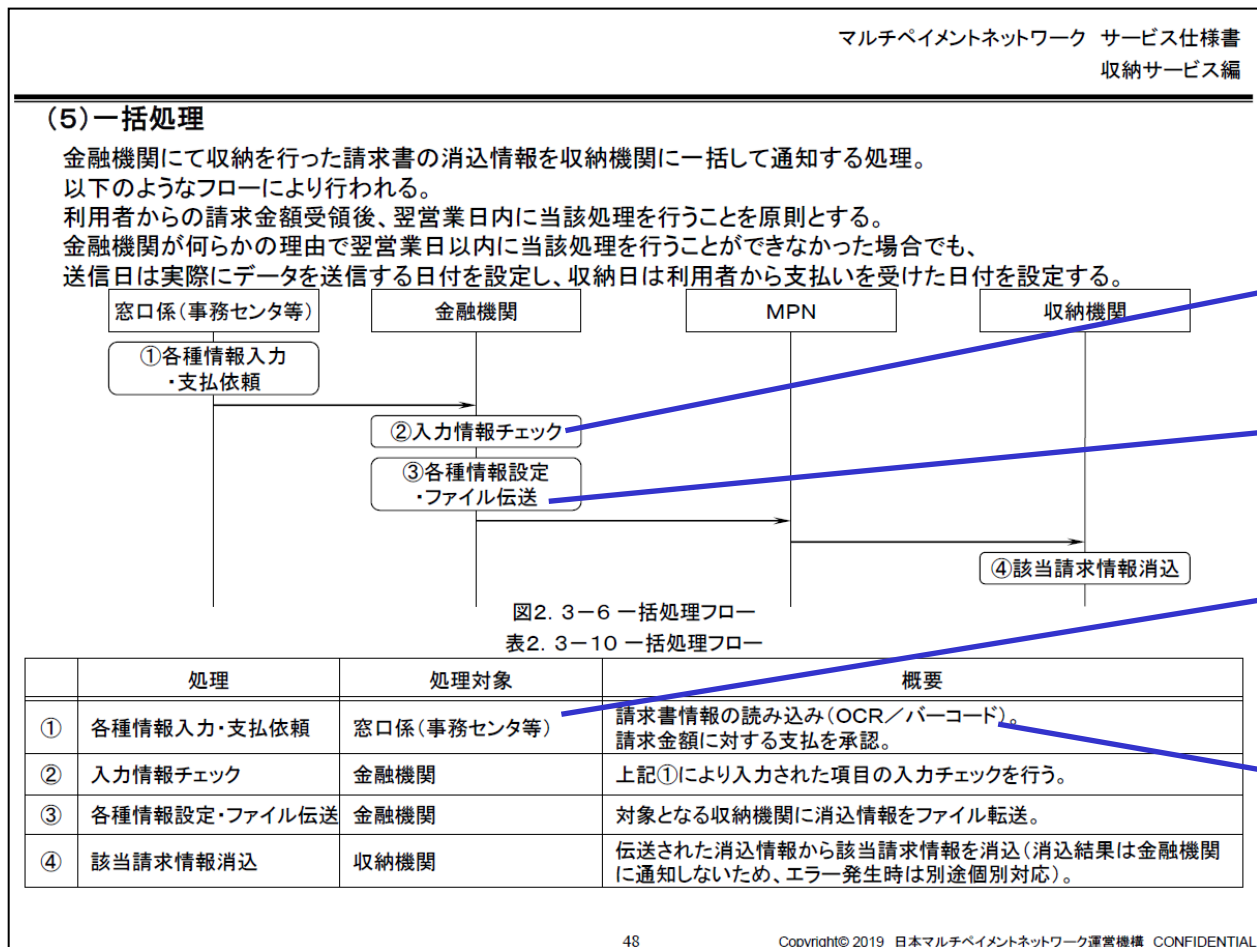 マルチペイメントネットワーク サービス仕様書
収納サービス編
(5)一括処理
金融機関にて収納を行った請求書の消込情報を収納機関に一括して通知する処理。
以下のようなフローにより行われる。
利用者からの請求金額受領後、翌営業日内に当該処理を行うことを原則とする。
金融機関が何らかの理由で翌営業日以内に当該処理を行うことができなかった場合でも、
送信日は実際にデータを送信する日付を設定し、収納日は利用者から支払いを受けた日付を設定する。
窓口係(事務センタ等) 金融機関 MPN 収納機関
①各種情報入力
・支払依頼
②入力情報チェック
③各種情報設定
・ファイル伝送
④該当請求情報消込
図2.3-6 一括処理フロー
表2.3-10 一括処理フロー
処理 処理対象 概要
① 各種情報入力・支払依頼 窓口係(事務センタ等) 請求書情報の読み込み(OCR/バーコード)。
請求金額に対する支払を承認。
② 入力情報チェック 金融機関 上記①により入力された項目の入力チェックを行う。
③ 各種情報設定・ファイル伝送 金融機関 対象となる収納機関に消込情報をファイル転送。
④ 該当請求情報消込 収納機関 伝送された消込情報から該当請求情報を消込(消込結果は金融機関
に通知しないため、エラー発生時は別途個別対応)。
48 Copyright© 2019 日本マルチペイメントネットワーク運営機構 CONFIDENTIAL